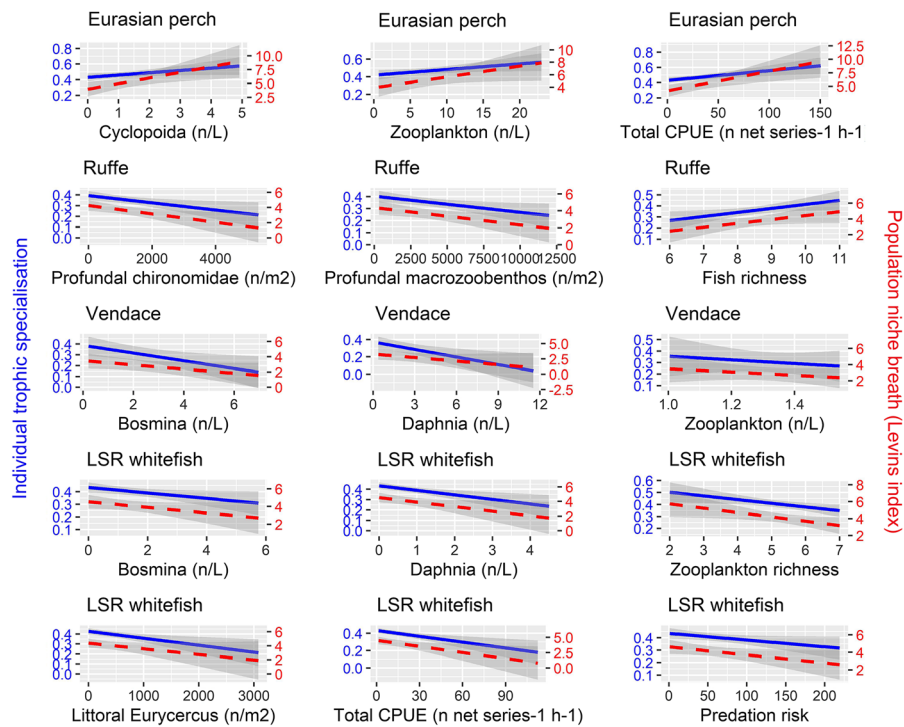 Individual trophic specialisation
Eurasian perch
0.8
0.6
0.4
0.2
10.0
7.5
5.0
2.5
0 1 2 3 4 5
Cyclopoida (n/L)
Eurasian perch
0.6
0.4
0.2
10
8
6
4
0 5 10 15 20
Zooplankton (n/L)
Eurasian perch
0.8
0.6
0.4
0.2
12.5
10.0
7.5
5.0
0 50 100 150
Total CPUE (n net series-1 h-1
Ruffe
0.4
0.3
0.2
0.0
6
4
2
0
0 2000 4000
Profundal chironomidae (n/m2)
Ruffe
0.4
0.3
0.2
0.0
6
4
2
0
0 2500 5000 7500 10000 12500
Profundal macrozoobenthos (n/m2)
Ruffe
0.5
0.4
0.3
0.2
0.1
6
4
2
6 7 8 9 10 11
Fish richness
Vendace
0.4
0.3
0.2
0.1
0.0
6
4
2
0
0 2 4 6
Bosmina (n/L)
Vendace
0.4
0.2
0.0
5.0
2.5
0.0
-2.5
0 3 6 9 12
Daphnia (n/L)
Vendace
0.5
0.4
0.3
0.2
0.1
6
4
2
1.0 1.2 1.4
Zooplankton (n/L)
LSR whitefish
0.4
0.3
0.2
0.1
6
4
2
0 2 4 6
Bosmina (n/L)
LSR whitefish
0.4
0.3
0.2
0.1
0.0
6
4
2
0
0 1 2 3 4
Daphnia (n/L)
LSR whitefish
0.6
0.5
0.4
0.3
0.2
8
6
4
2
2 3 4 5 6 7
Zooplankton richness
LSR whitefish
0.4
0.3
0.2
0.1
0.0
6
4
2
0
0 1000 2000 3000
Littoral Eurycercus (n/m2)
LSR whitefish
0.4
0.2
0.0
5.0
2.5
0.0
0 30 60 90
Total CPUE (n net series-1 h-1)
LSR whitefish
0.4
0.3
0.2
0.1
6
4
2
0 50 100 150 200
Predation risk
Population niche breath (Levins index)